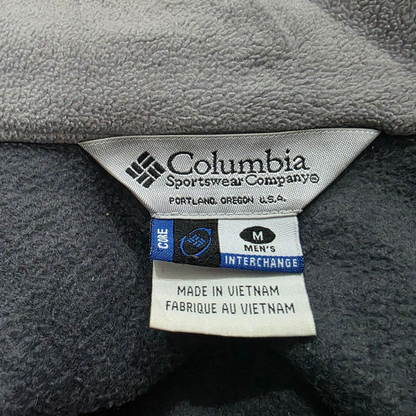 Columbia
Sportswear Company®
PORTLAND, OREGON U.S.A.
CORE
M
MEN'S
INTERCHANGE
MADE IN VIETNAM
FABRIQUE AU VIETNAM